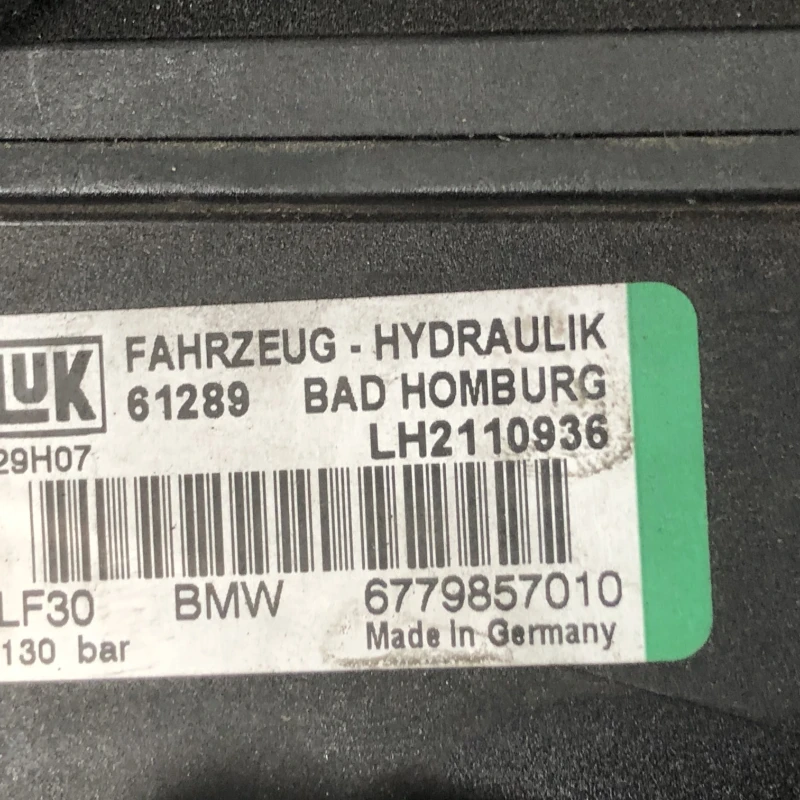 LuK
FAHRZEUG - HYDRAULIK
61289 BAD HOMBURG
LH2110936
29H07
LF30 BMW 6779857010
130 bar Made In Germany